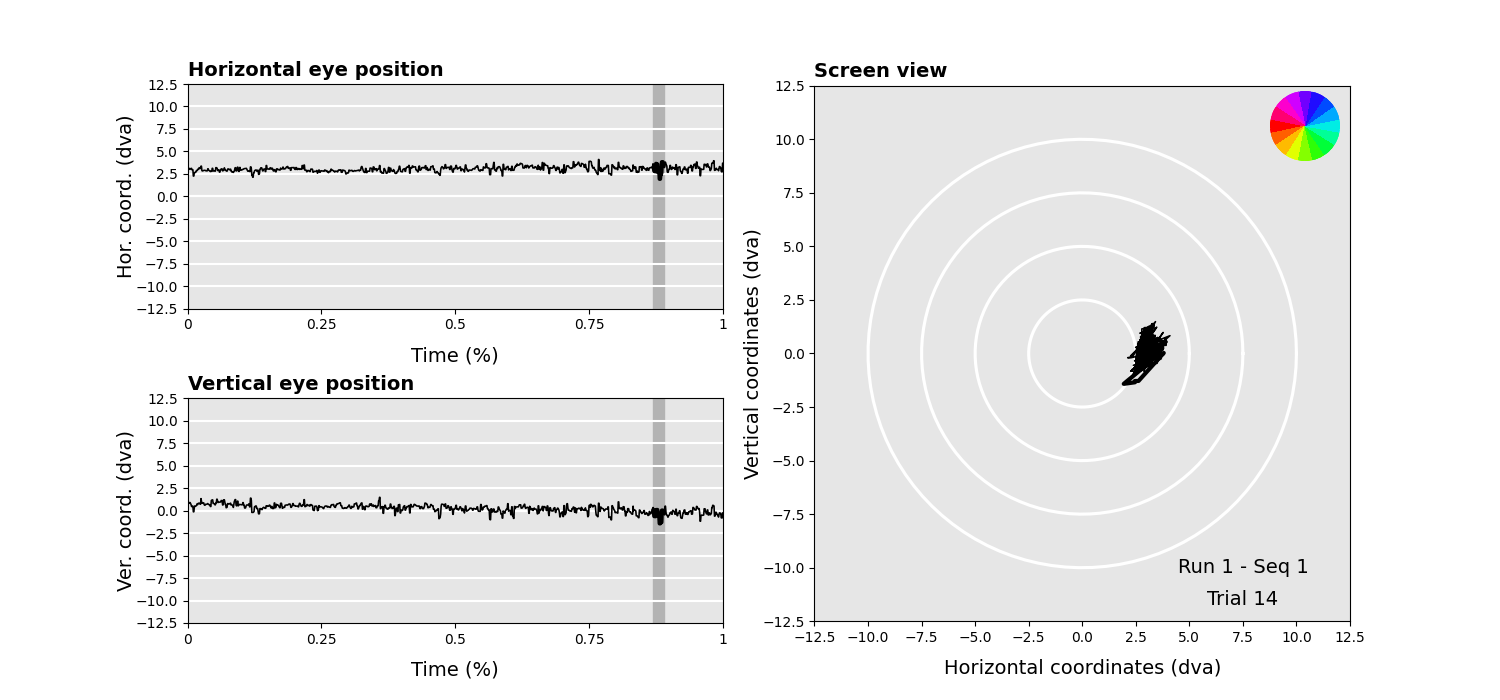 Horizontal eye position
Hor. coord. (dva)
12.5
10.0
7.5
5.0
2.5
0.0
−2.5
−5.0
−7.5
−10.0
−12.5
0 0.25 0.5 0.75 1
Time (%)
Vertical eye position
Ver. coord. (dva)
12.5
10.0
7.5
5.0
2.5
0.0
−2.5
−5.0
−7.5
−10.0
−12.5
0 0.25 0.5 0.75 1
Time (%)
Screen view
Vertical coordinates (dva)
12.5
10.0
7.5
5.0
2.5
0.0
−2.5
−5.0
−7.5
−10.0
−12.5
Run 1 - Seq 1
Trial 14
−12.5 −10.0 −7.5 −5.0 −2.5 0.0 2.5 5.0 7.5 10.0 12.5
Horizontal coordinates (dva)